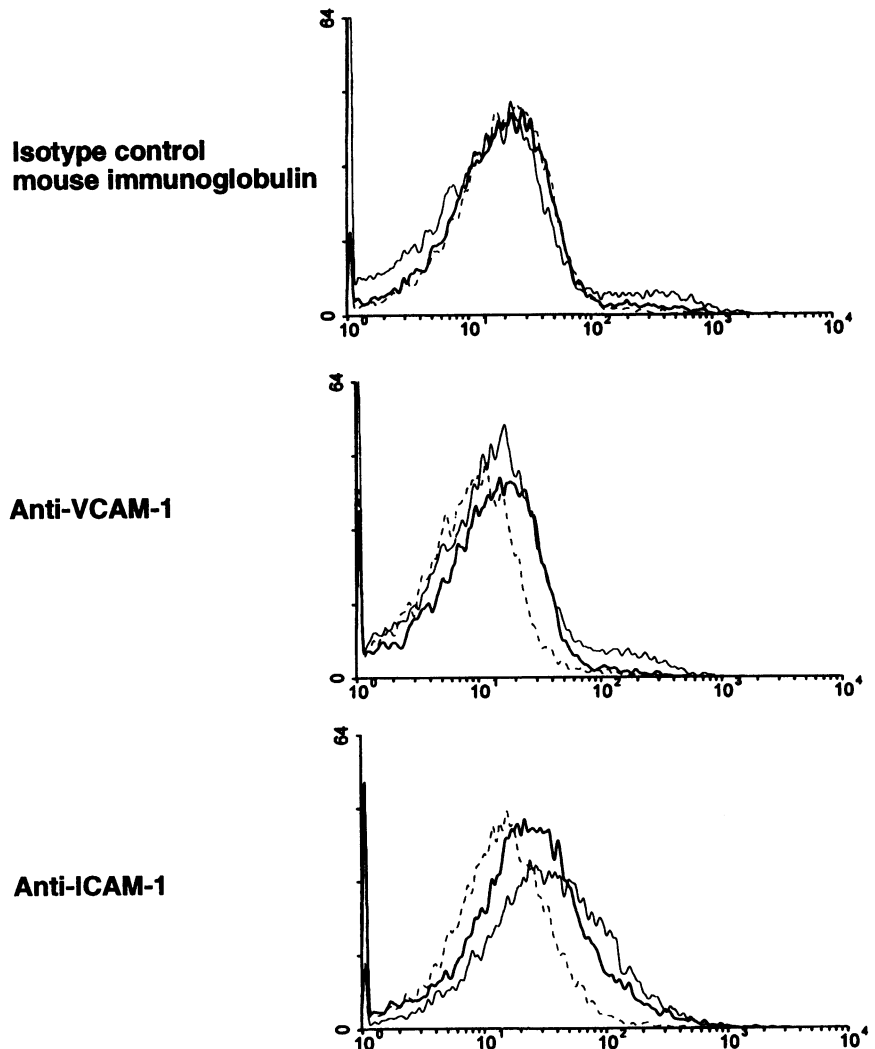 64
Isotype control
mouse immunoglobulin
0
10⁰ 10¹ 10² 10³ 10⁴
64
Anti-VCAM-1
0
10⁰ 10¹ 10² 10³ 10⁴
64
Anti-ICAM-1
0
10⁰ 10¹ 10² 10³ 10⁴